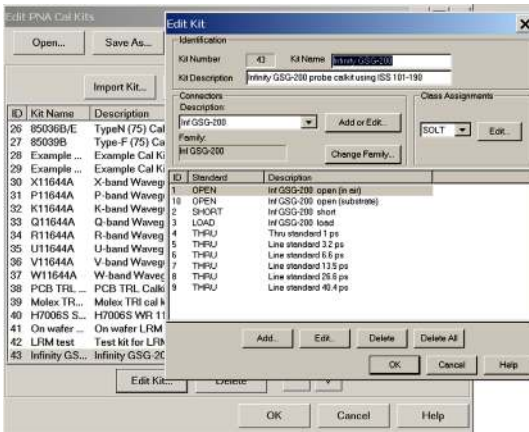 Edit PNA Cal Kits
Open...
Save As...
Import Kit...
ID Kit Name Description
26 85036B/E TypeN (75) Cal
27 85039B Type-F (75) Cal
28 Example ... Example Cal Ki
29 Example ... Example Cal Ki
30 X11644A X-band Waveg
31 P11644A P-band Waveg
32 K11644A K-band Waveg
33 Q11644A Q-band Waveg
34 R11644A R-band Waveg
35 U11644A U-band Waveg
36 V11644A V-band Waveg
37 W11644A W-band Waveg
38 PCB TRL ... PCB TRL Calki
39 Molex TR... Molex TRl cal k
40 H7006S S... H7006S WR 11
41 On wafer ... On wafer LRM
42 LRM test Test kit for LRM
43 Infinity GS... Infinity GSG-20
Edit Kit...
Delete
OK
Cancel
Help
Edit Kit
Identification
Kit Number 43
Kit Name Infinity GSG-200
Kit Description Infinity GSG-200 probe calkit using ISS 101-190
Connectors
Description:
Inf GSG-200
Add or Edit...
Family:
Inf GSG-200
Change Family...
Class Assignments
SOLT
Edit...
ID Standard Description
1 OPEN Inf GSG-200 open (in air)
10 OPEN Inf GSG-200 open (substrate)
2 SHORT Inf GSG-200 short
3 LOAD Inf GSG-200 load
4 THRU Thru standard 1 ps
5 THRU Line standard 3.2 ps
6 THRU Line standard 6.6 ps
7 THRU Line standard 13.5 ps
8 THRU Line standard 26.6 ps
9 THRU Line standard 40.4 ps
Add...
Edit...
Delete
Delete All
OK
Cancel
Help